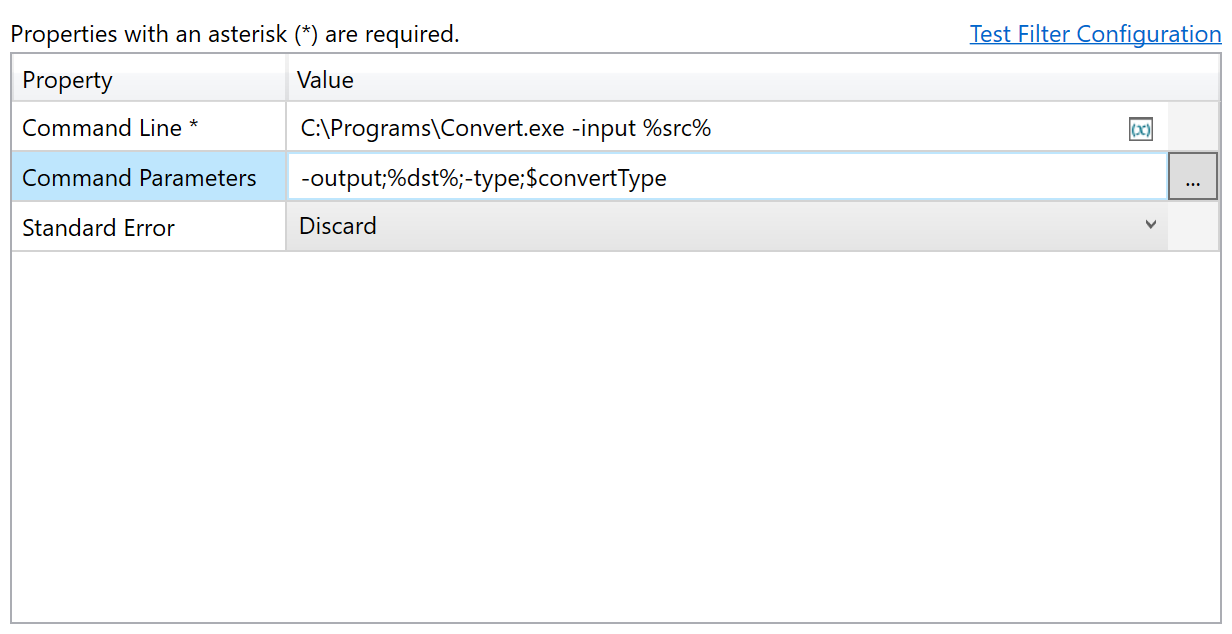 Properties with an asterisk (*) are required. Test Filter Configuration
Property Value
Command Line * C:\Programs\Convert.exe -input %src% (x)
Command Parameters -output;%dst%;-type;$convertType ...
Standard Error Discard